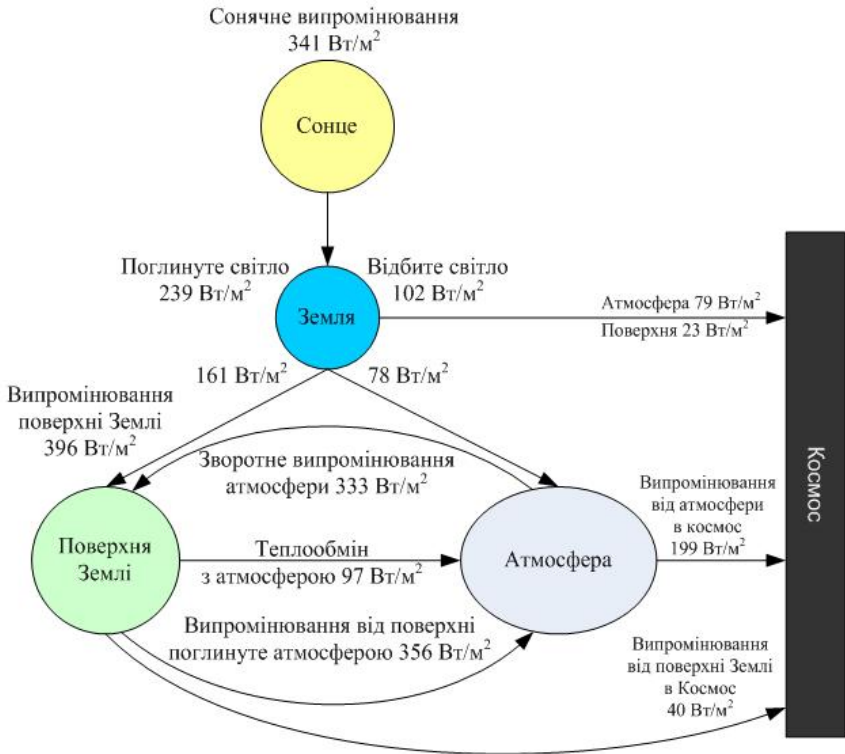 Сонячне випромінювання
341 Вт/м²
Сонце
Поглинуте світло
239 Вт/м²
Відбите світло
102 Вт/м²
Земля
Атмосфера 79 Вт/м²
Поверхня 23 Вт/м²
161 Вт/м²
78 Вт/м²
Випромінювання
поверхні Землі
396 Вт/м²
Зворотне випромінювання
атмосфери 333 Вт/м²
Космос
Випромінювання
від атмосфери
в космос
199 Вт/м²
Поверхня
Землі
Теплообмін
з атмосферою 97 Вт/м²
Атмосфера
Випромінювання від поверхні
поглинуте атмосферою 356 Вт/м²
Випромінювання
від поверхні Землі
в Космос
40 Вт/м²